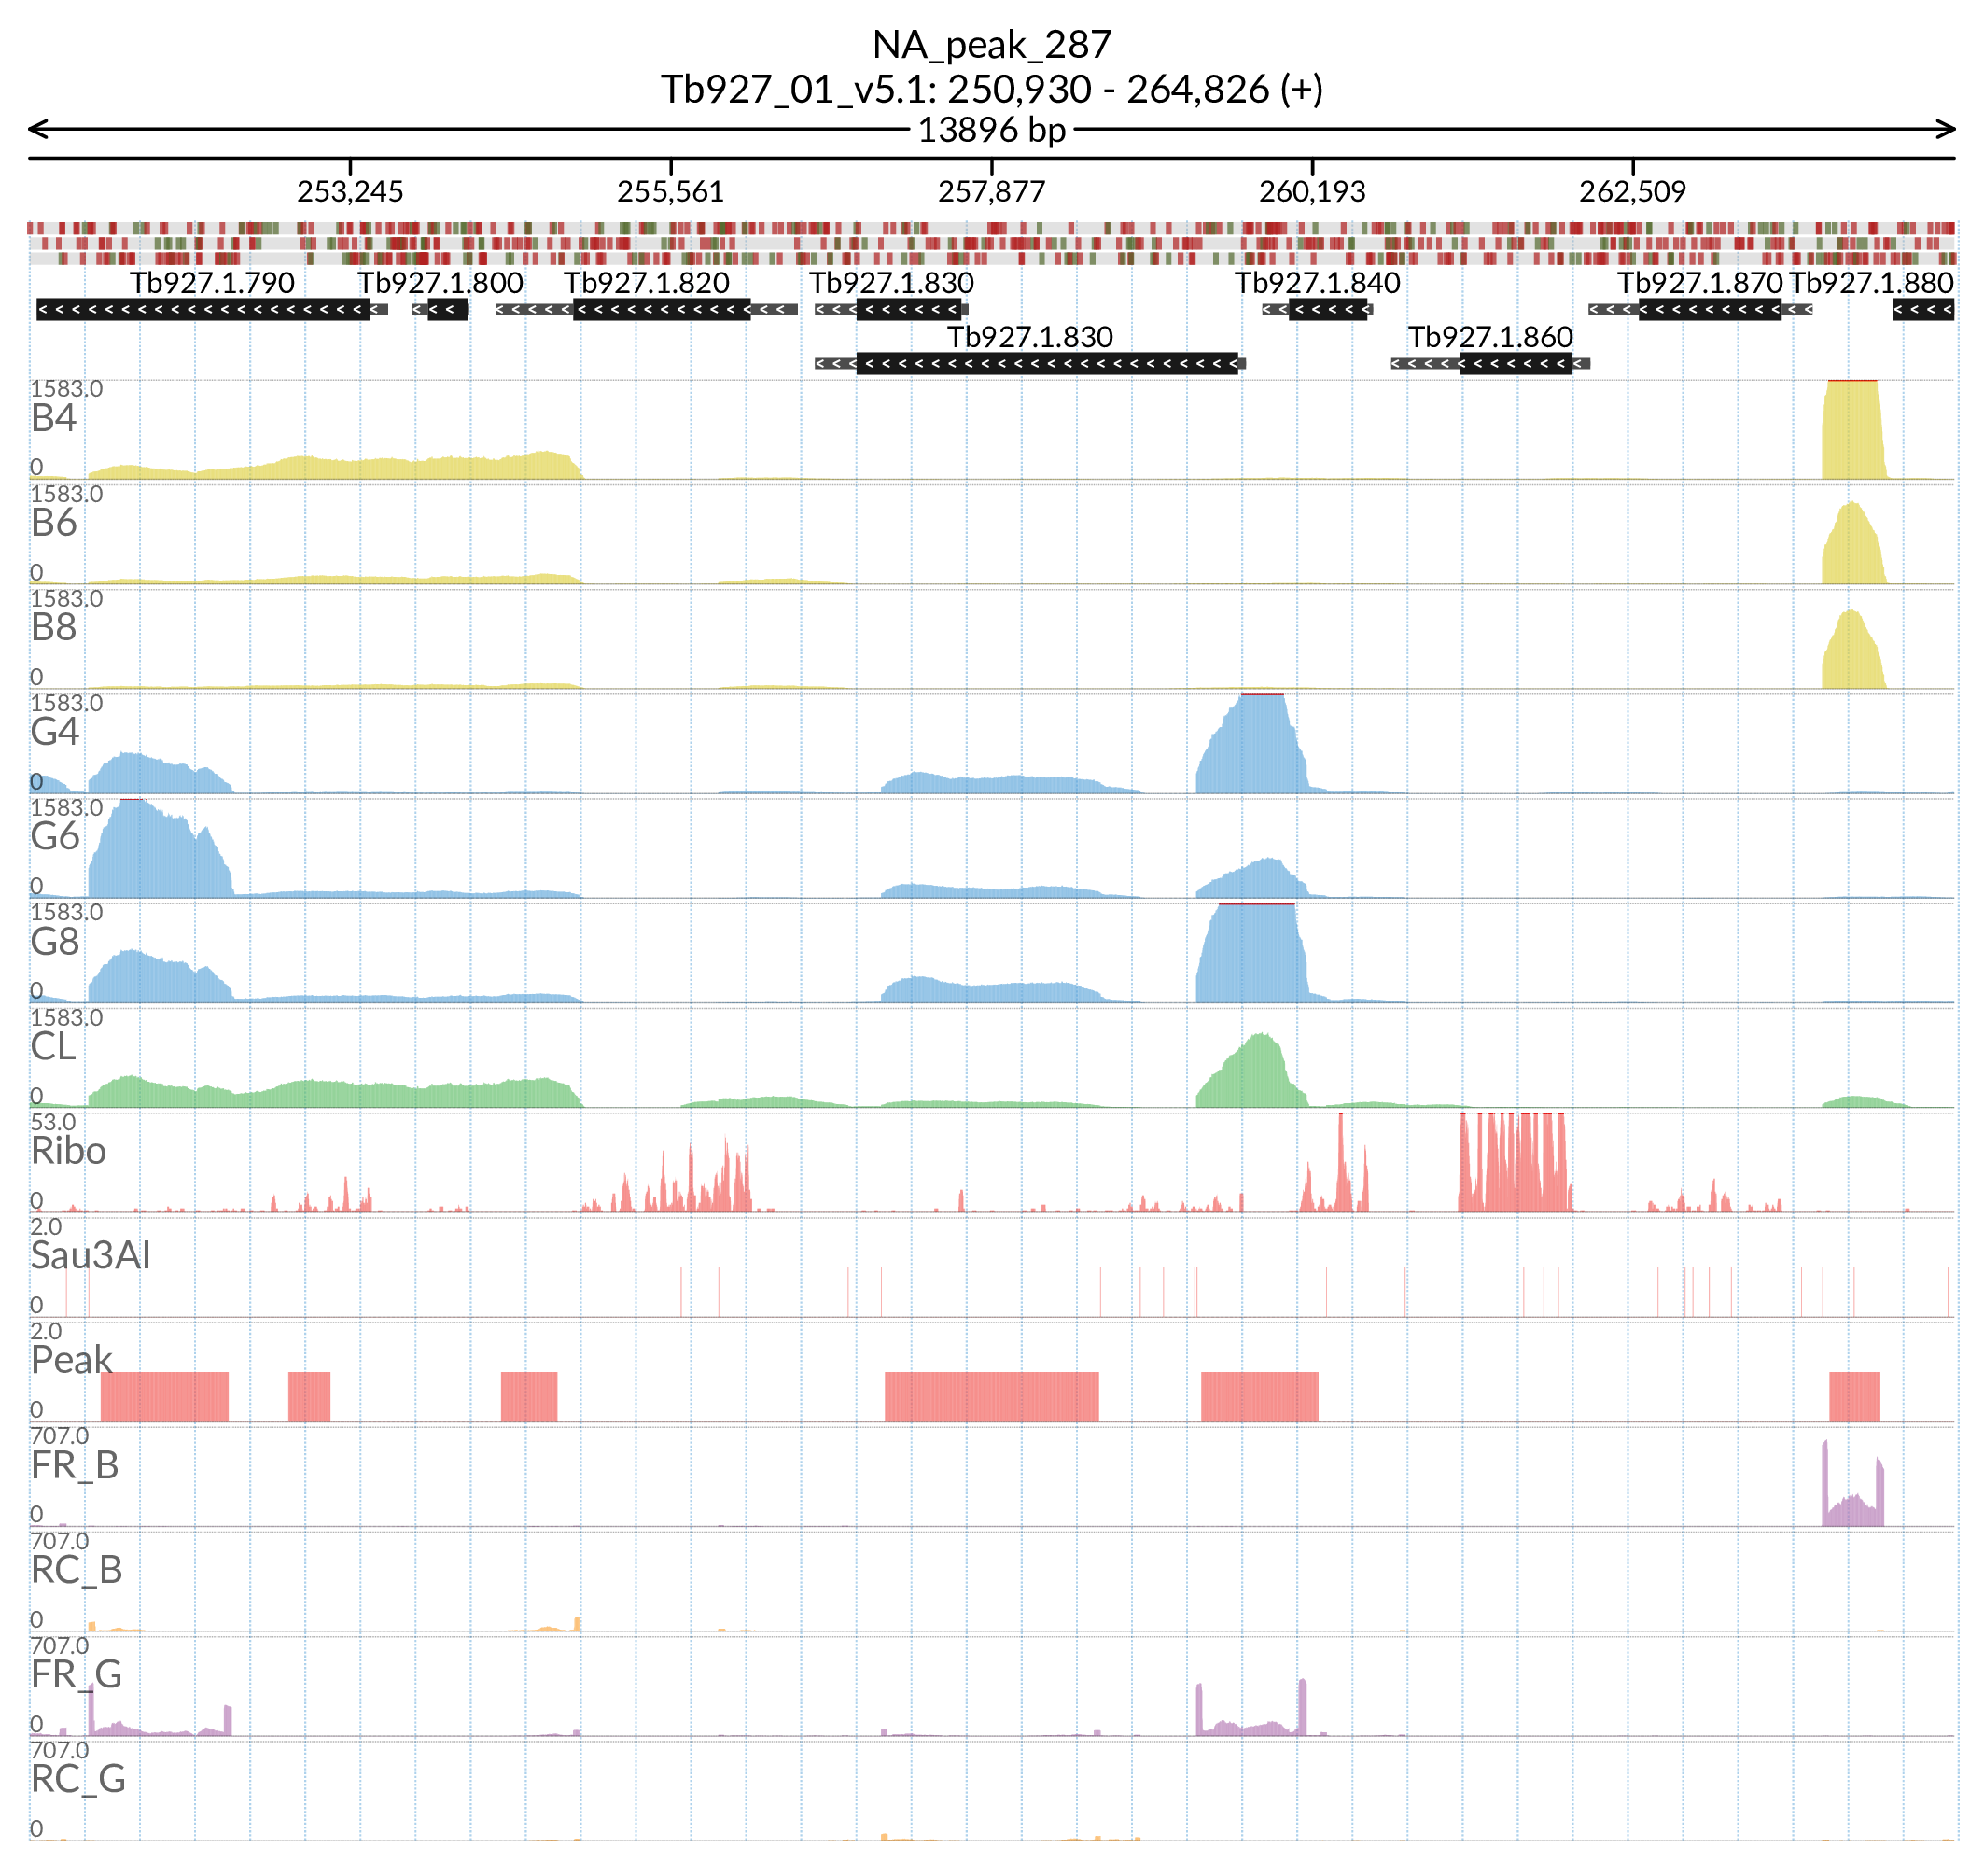 NA_peak_287
Tb927_01_v5.1: 250,930 - 264,826 (+)
13896 bp
253,245 255,561 257,877 260,193 262,509
Tb927.1.790 Tb927.1.800 Tb927.1.820 Tb927.1.830 Tb927.1.840 Tb927.1.870 Tb927.1.880
Tb927.1.830 Tb927.1.860
1583.0
B4
0
1583.0
B6
0
1583.0
B8
0
1583.0
G4
0
1583.0
G6
0
1583.0
G8
0
1583.0
CL
0
53.0
Ribo
0
2.0
Sau3AI
0
2.0
Peak
0
707.0
FR_B
0
707.0
RC_B
0
707.0
FR_G
0
707.0
RC_G
0